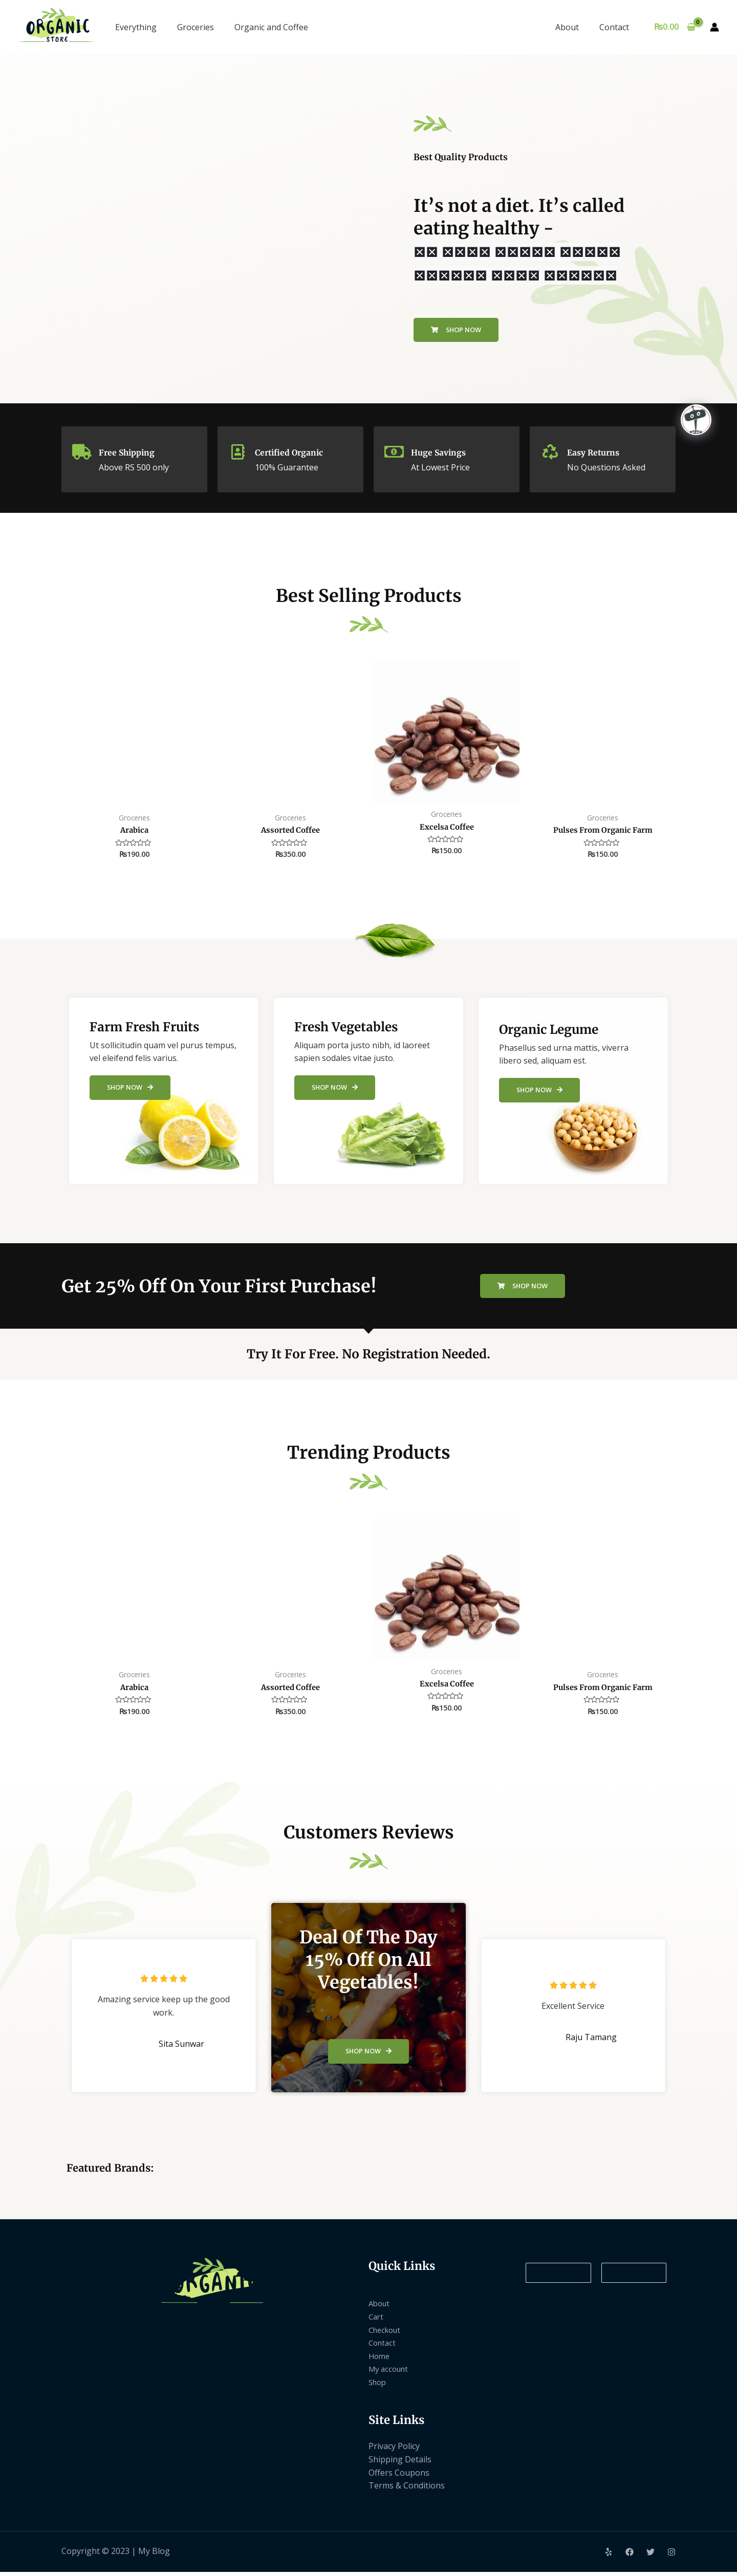 ORGANIC
STORE
Everything
Groceries
Organic and Coffee
About
Contact
₨0.00
0
Best Quality Products
It’s not a diet. It’s called
eating healthy -
SHOP NOW
Free Shipping
Above RS 500 only
Certified Organic
100% Guarantee
Huge Savings
At Lowest Price
Easy Returns
No Questions Asked
Best Selling Products
Groceries
Arabica
₨190.00
Groceries
Assorted Coffee
₨350.00
Groceries
Excelsa Coffee
₨150.00
Groceries
Pulses From Organic Farm
₨150.00
Farm Fresh Fruits
Ut sollicitudin quam vel purus tempus,
vel eleifend felis varius.
SHOP NOW
Fresh Vegetables
Aliquam porta justo nibh, id laoreet
sapien sodales vitae justo.
SHOP NOW
Organic Legume
Phasellus sed urna mattis, viverra
libero sed, aliquam est.
SHOP NOW
Get 25% Off On Your First Purchase!
SHOP NOW
Try It For Free. No Registration Needed.
Trending Products
Groceries
Arabica
₨190.00
Groceries
Assorted Coffee
₨350.00
Groceries
Excelsa Coffee
₨150.00
Groceries
Pulses From Organic Farm
₨150.00
Customers Reviews
Amazing service keep up the good
work.
Sita Sunwar
Deal Of The Day
15% Off On All
Vegetables!
SHOP NOW
Excellent Service
Raju Tamang
Featured Brands:
Quick Links
About
Cart
Checkout
Contact
Home
My account
Shop
Site Links
Privacy Policy
Shipping Details
Offers Coupons
Terms & Conditions
Copyright © 2023 | My Blog